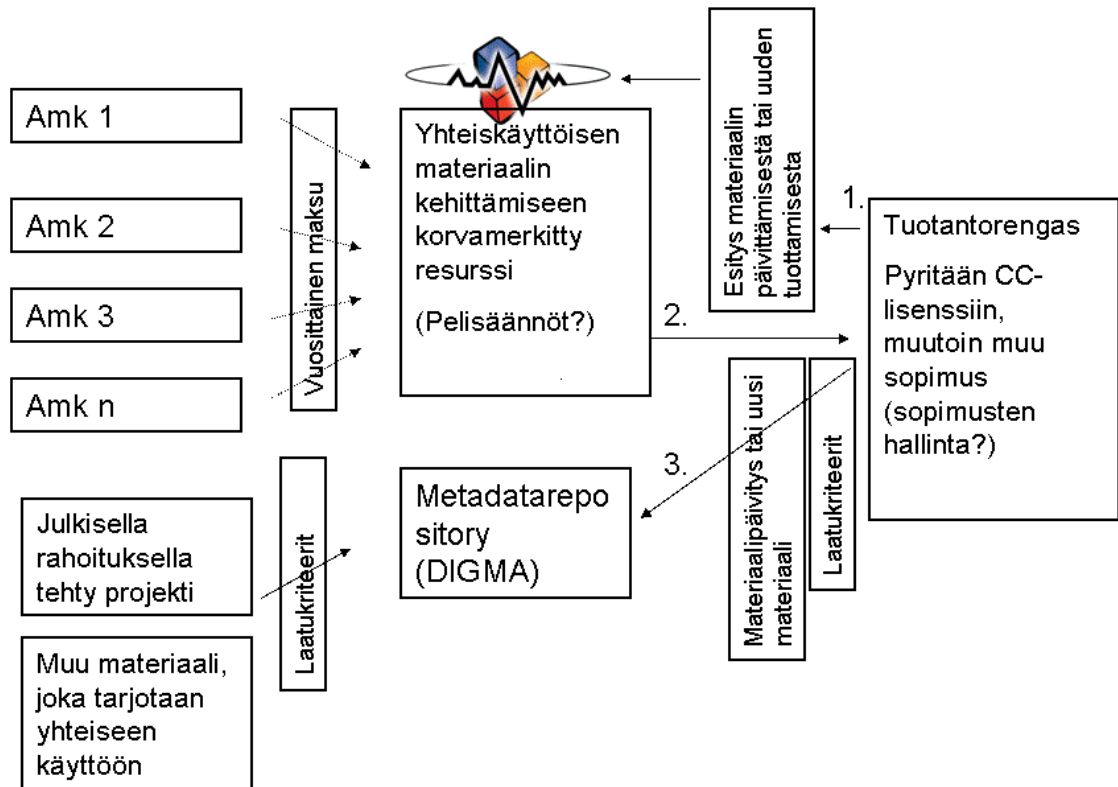 Amk 1
Amk 2
Amk 3
Amk n
Vuosittainen maksu
Yhteiskäyttöisen
materiaalin
kehittämiseen
korvamerkitty
resurssi
(Pelisäännöt?)
Esitys materiaalin
päivittämisestä tai uuden
tuottamisesta
1.
Tuotantorengas
Pyritään CC-
lisenssiin,
muutoin muu
sopimus
(sopimusten
hallinta?)
2.
3.
Materiaalipäivitys tai uusi
materiaali
Laatukriteerit
Julkisella
rahoituksella
tehty projekti
Muu materiaali,
joka tarjotaan
yhteiseen
käyttöön
Laatukriteerit
Metadatarepo
sitory
(DIGMA)